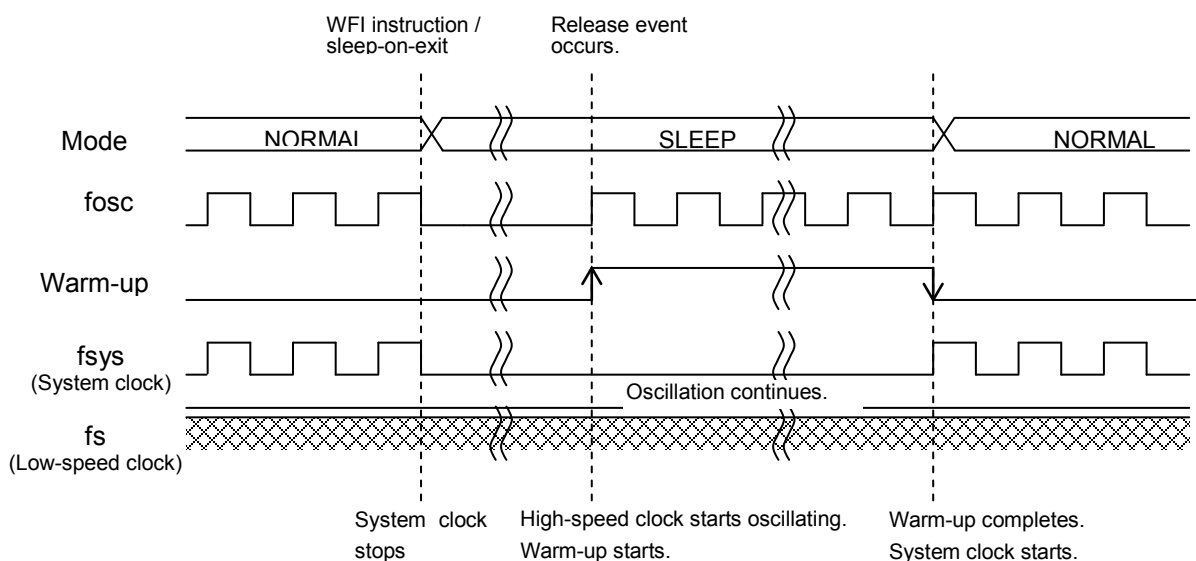 WFI instruction /
sleep-on-exit
Release event
occurs.
Mode
NORMAL
SLEEP
NORMAL
fosc
Warm-up
fsys
(System clock)
Oscillation continues.
fs
(Low-speed clock)
System clock
stops
High-speed clock starts oscillating.
Warm-up starts.
Warm-up completes.
System clock starts.